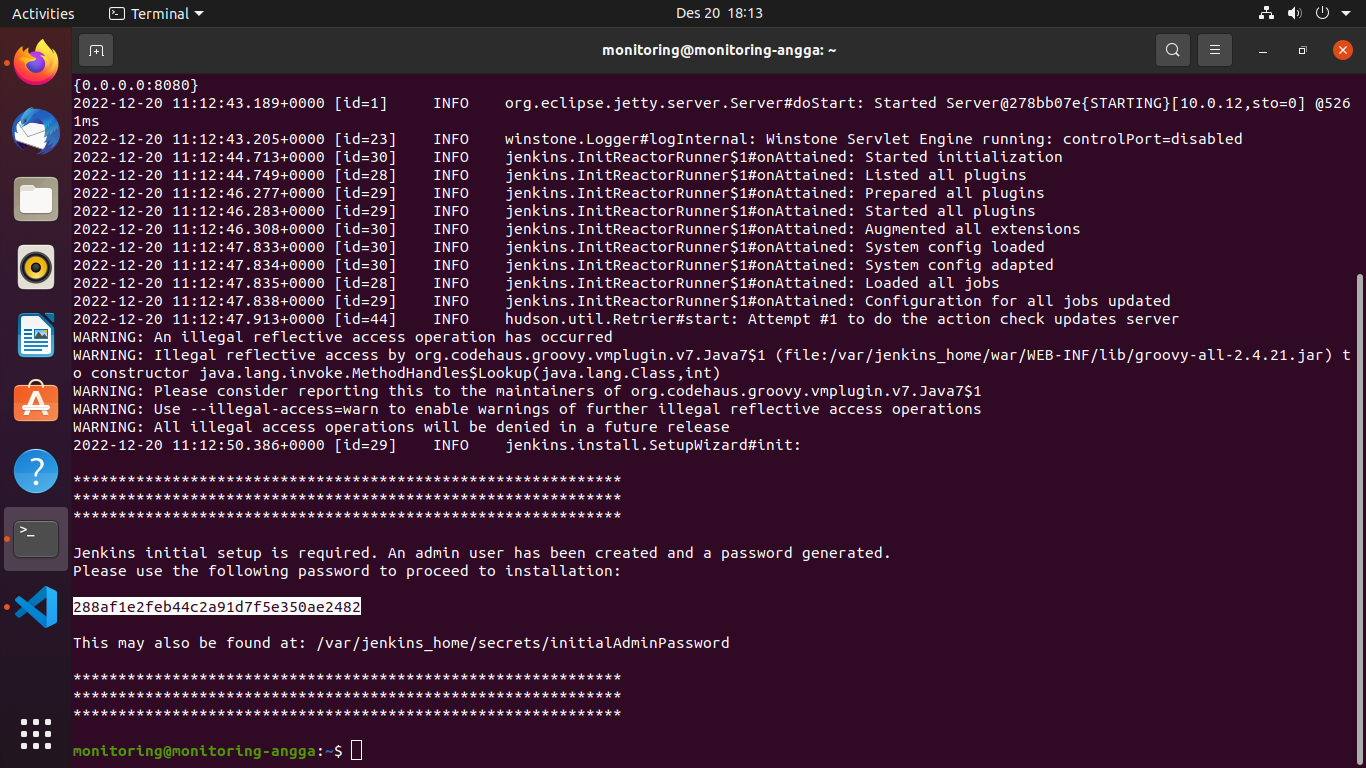 Activities
Terminal
Des 20 18:13
monitoring@monitoring-angga: ~
{0.0.0.0:8080}
2022-12-20 11:12:43.189+0000 [id=1] INFO org.eclipse.jetty.server.Server#doStart: Started Server@278bb07e{STARTING}[10.0.12,sto=0] @526
1ms
2022-12-20 11:12:43.205+0000 [id=23] INFO winstone.Logger#logInternal: Winstone Servlet Engine running: controlPort=disabled
2022-12-20 11:12:44.713+0000 [id=30] INFO jenkins.InitReactorRunner$1#onAttained: Started initialization
2022-12-20 11:12:44.749+0000 [id=28] INFO jenkins.InitReactorRunner$1#onAttained: Listed all plugins
2022-12-20 11:12:46.277+0000 [id=29] INFO jenkins.InitReactorRunner$1#onAttained: Prepared all plugins
2022-12-20 11:12:46.283+0000 [id=29] INFO jenkins.InitReactorRunner$1#onAttained: Started all plugins
2022-12-20 11:12:46.308+0000 [id=30] INFO jenkins.InitReactorRunner$1#onAttained: Augmented all extensions
2022-12-20 11:12:47.833+0000 [id=30] INFO jenkins.InitReactorRunner$1#onAttained: System config loaded
2022-12-20 11:12:47.834+0000 [id=30] INFO jenkins.InitReactorRunner$1#onAttained: System config adapted
2022-12-20 11:12:47.835+0000 [id=28] INFO jenkins.InitReactorRunner$1#onAttained: Loaded all jobs
2022-12-20 11:12:47.838+0000 [id=29] INFO jenkins.InitReactorRunner$1#onAttained: Configuration for all jobs updated
2022-12-20 11:12:47.913+0000 [id=44] INFO hudson.util.Retrier#start: Attempt #1 to do the action check updates server
WARNING: An illegal reflective access operation has occurred
WARNING: Illegal reflective access by org.codehaus.groovy.vmplugin.v7.Java7$1 (file:/var/jenkins_home/war/WEB-INF/lib/groovy-all-2.4.21.jar) t
o constructor java.lang.invoke.MethodHandles$Lookup(java.lang.Class,int)
WARNING: Please consider reporting this to the maintainers of org.codehaus.groovy.vmplugin.v7.Java7$1
WARNING: Use --illegal-access=warn to enable warnings of further illegal reflective access operations
WARNING: All illegal access operations will be denied in a future release
2022-12-20 11:12:50.386+0000 [id=29] INFO jenkins.install.SetupWizard#init:
*************************************************************
*************************************************************
*************************************************************
Jenkins initial setup is required. An admin user has been created and a password generated.
Please use the following password to proceed to installation:
288af1e2feb44c2a91d7f5e350ae2482
This may also be found at: /var/jenkins_home/secrets/initialAdminPassword
*************************************************************
*************************************************************
*************************************************************
monitoring@monitoring-angga:~$